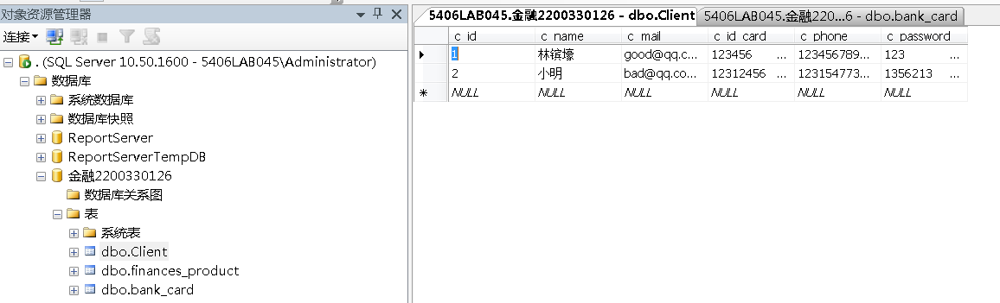 对象资源管理器
连接
. (SQL Server 10.50.1600 - 5406LAB045\Administrator)
数据库
系统数据库
数据库快照
ReportServer
ReportServerTempDB
金融2200330126
数据库关系图
表
系统表
dbo.Client
dbo.finances_product
dbo.bank_card
5406LAB045.金融2200330126 - dbo.Client 5406LAB045.金融220...6 - dbo.bank_card
c_id c_name c_mail c_id_card c_phone c_password
1 林镔壕 good@qq.c... 123456 ... 123456789... 123 ...
2 小明 bad@qq.co... 12312456 ... 123154773... 1356213 ...
NULL NULL NULL NULL NULL NULL